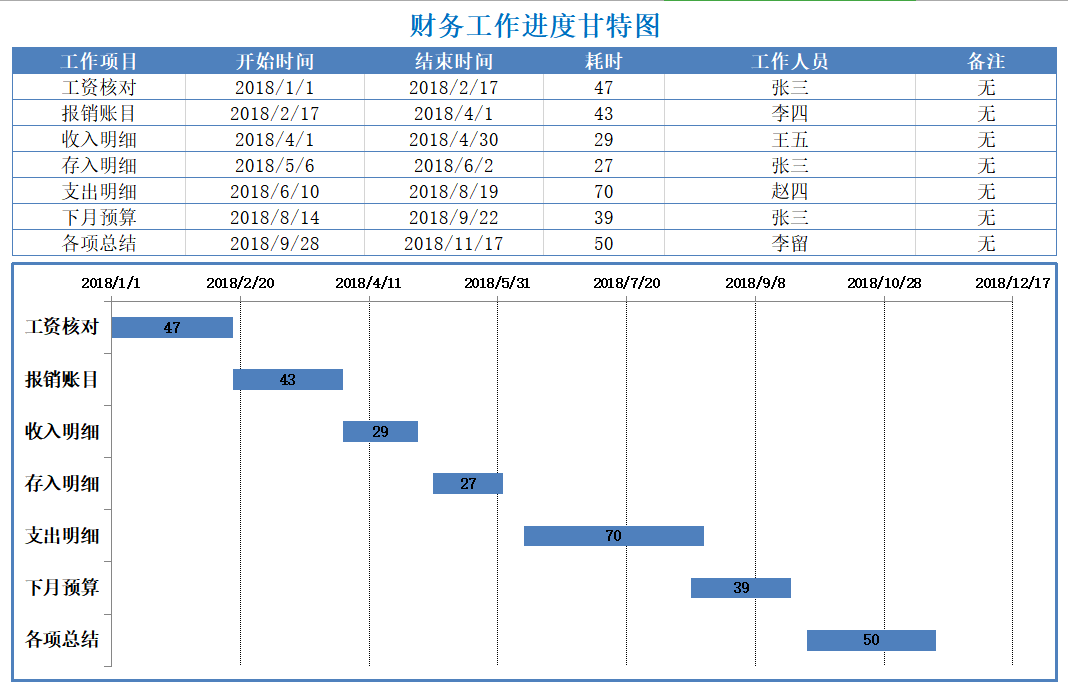 财务工作进度甘特图
工作项目 开始时间 结束时间 耗时 工作人员 备注
工资核对 2018/1/1 2018/2/17 47 张三 无
报销账目 2018/2/17 2018/4/1 43 李四 无
收入明细 2018/4/1 2018/4/30 29 王五 无
存入明细 2018/5/6 2018/6/2 27 张三 无
支出明细 2018/6/10 2018/8/19 70 赵四 无
下月预算 2018/8/14 2018/9/22 39 张三 无
各项总结 2018/9/28 2018/11/17 50 李留 无
2018/1/1 2018/2/20 2018/4/11 2018/5/31 2018/7/20 2018/9/8 2018/10/28 2018/12/17
工资核对 47
报销账目 43
收入明细 29
存入明细 27
支出明细 70
下月预算 39
各项总结 50